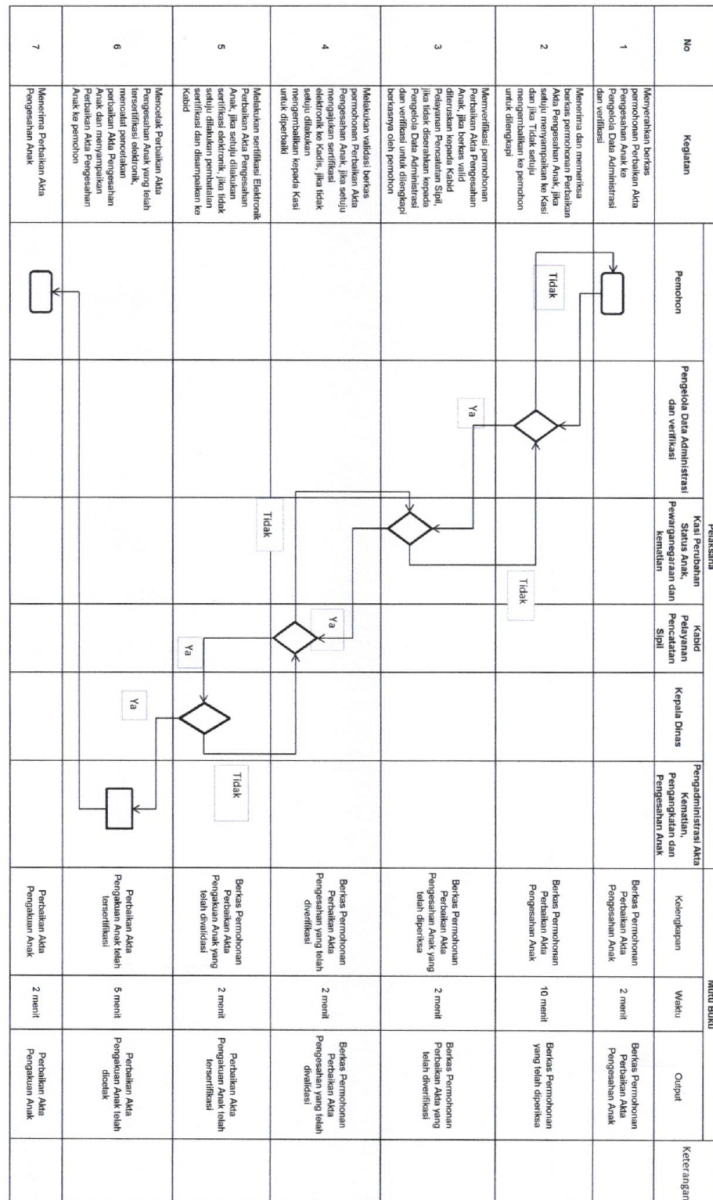 No
Kegiatan
Pelaksana
Mutu Baku
Keterangan
Pemohon
Pengelola Data Administrasi
dan verifikasi
Kasi Perubahan
Status Anak,
Pewarganegaraan dan
kematian
Kabid
Pelayanan
Pencatatan
Sipil
Kepala Dinas
Pengadministrasi Akta
Kematian,
Pengangkatan dan
Pengesahan Anak
Kelengkapan
Waktu
Output
1
Menyerahkan berkas
permohonan Perbaikan Akta
Pengesahan Anak ke
Pengelola Data Administrasi
dan verifikasi
Berkas Permohonan
Perbaikan Akta
Pengesahan Anak
2 menit
Berkas Permohonan
Perbaikan Akta
Pengesahan Anak
2
Menerima dan memeriksa
berkas permohonan Perbaikan
Akta Pengesahan Anak, jika
setuju menyampaikan ke Kasi
dan jika Tidak setuju
mengembalikan ke pemohon
untuk dilengkapi
Tidak
Berkas Permohonan
Perbaikan Akta
Pengesahan Anak
10 menit
Berkas Permohonan
yang telah diperiksa
3
Memverifikasi permohonan
Perbaikan Akta Pengesahan
Anak, jika berkas valid
diteruskan kepada Kabid
Pelayanan Pencatatan Sipil,
jika tidak diserahkan kepada
Pengelola Data Administrasi
dan verifikasi untuk dilengkapi
berkasnya oleh pemohon
Ya
Tidak
Berkas Permohonan
Perbaikan Akta
Pengesahan Anak yang
telah diperiksa
2 menit
Berkas Permohonan
Perbaikan Akta yang
telah diverifikasi
4
Melakukan validasi berkas
permohonan Perbaikan Akta
Pengesahan Anak, jika setuju
mengajukan sertifikasi
elektronik ke Kadis, jika tidak
setuju dilakukan
mengembalikan kepada Kasi
untuk diperbaiki
Tidak
Ya
Berkas Permohonan
Perbaikan Akta
Pengesahan yang telah
diverifikasi
2 menit
Berkas Permohonan
Perbaikan Akta
Pengesahan yang telah
divalidasi
5
Melakukan sertifikasi Elektronik
Perbaikan Akta Pengesahan
Anak, jika setuju dilakukan
sertifikasi elektronik, jika tidak
setuju dilakukan pembatalan
sertifikasi dan disampaikan ke
Kabid
Ya
Tidak
Berkas Permohonan
Perbaikan Akta
Pengakuan Anak yang
telah divalidasi
2 menit
Perbaikan Akta
Pengakuan Anak telah
tersertifikasi
6
Mencetak Perbaikan Akta
Pengesahan Anak yang telah
tersertifikasi elektronik,
mencatat pencetakan
perbaikan Akta Pengesahan
Anak dan menyampaikan
Perbaikan Akta Pengesahan
Anak ke pemohon
Ya
Perbaikan Akta
Pengakuan Anak telah
tersertifikasi
5 menit
Perbaikan Akta
Pengakuan Anak telah
dicetak
7
Menerima Perbaikan Akta
Pengesahan Anak
Perbaikan Akta
Pengakuan Anak
2 menit
Perbaikan Akta
Pengakuan Anak